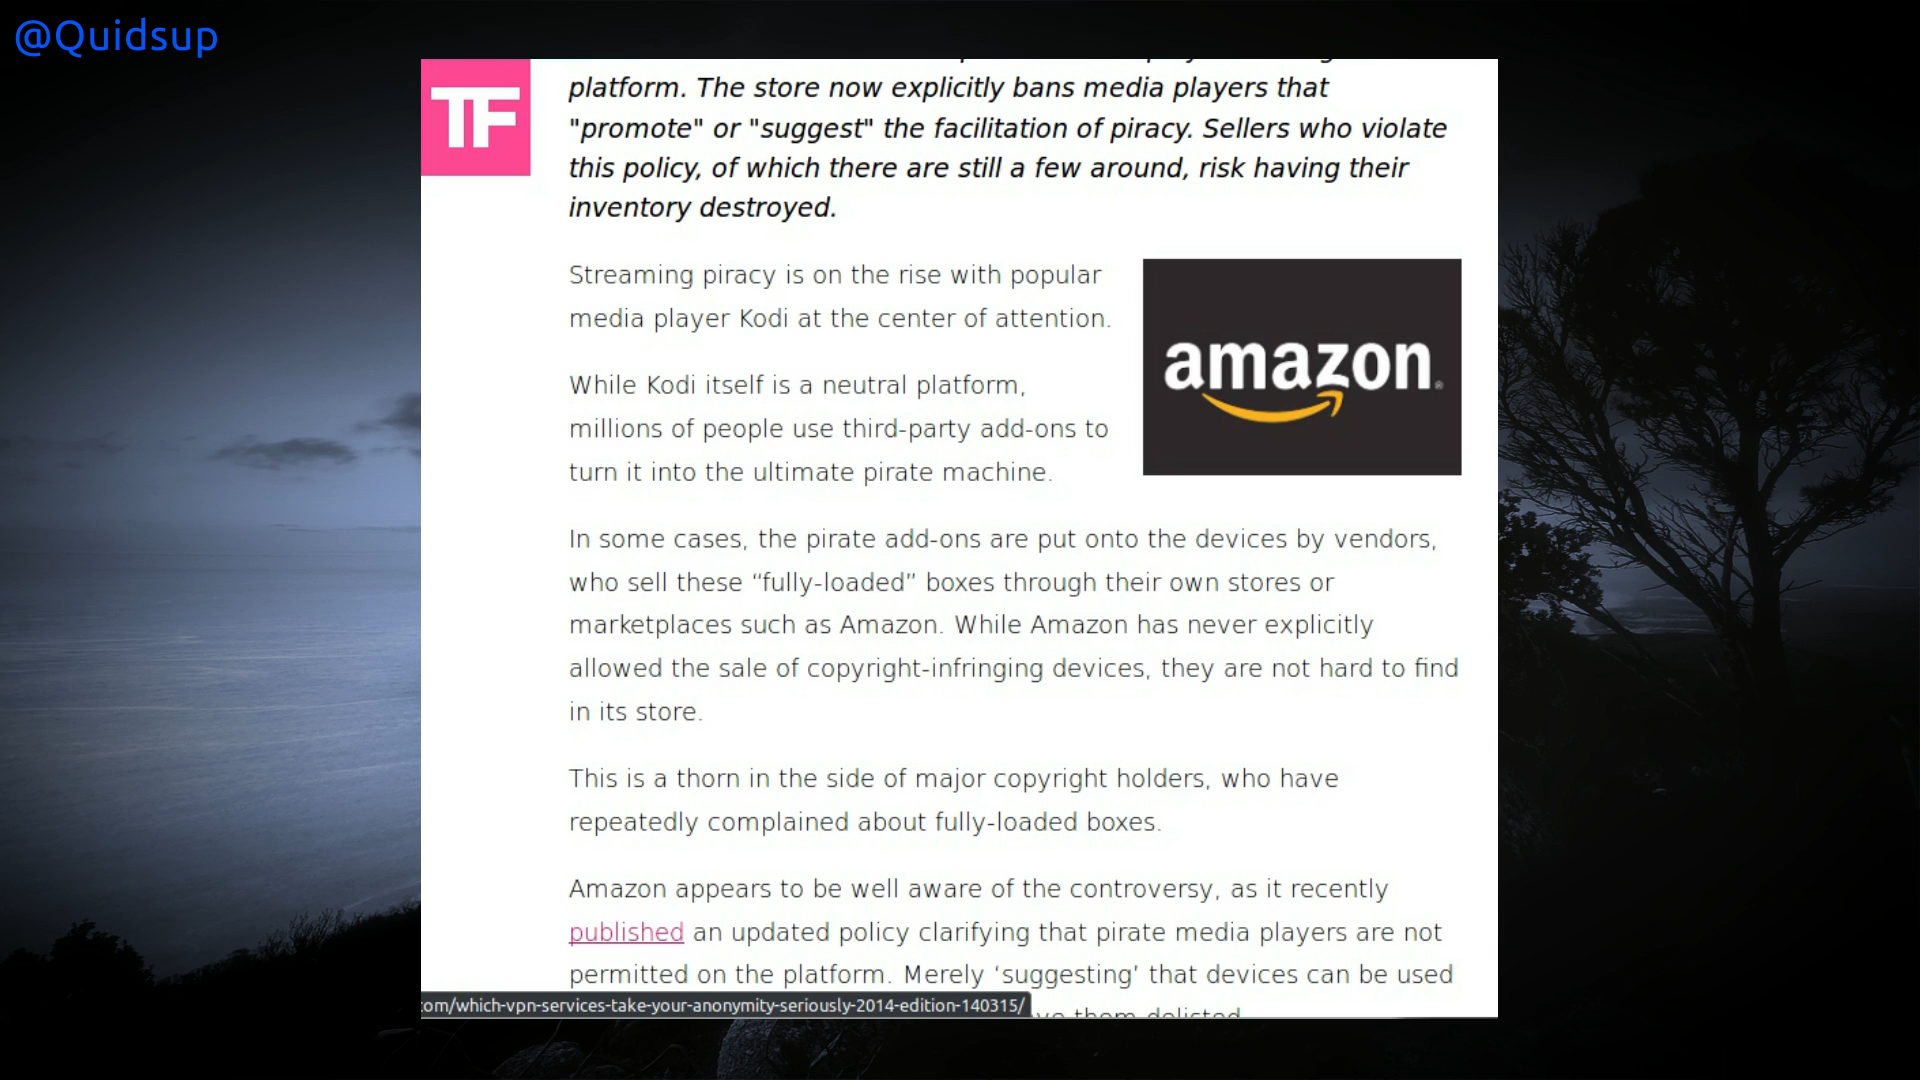 @Quidsup
TF
platform. The store now explicitly bans media players that
"promote" or "suggest" the facilitation of piracy. Sellers who violate
this policy, of which there are still a few around, risk having their
inventory destroyed.
Streaming piracy is on the rise with popular
media player Kodi at the center of attention.
amazon
While Kodi itself is a neutral platform,
millions of people use third-party add-ons to
turn it into the ultimate pirate machine.
In some cases, the pirate add-ons are put onto the devices by vendors,
who sell these “fully-loaded” boxes through their own stores or
marketplaces such as Amazon. While Amazon has never explicitly
allowed the sale of copyright-infringing devices, they are not hard to find
in its store.
This is a thorn in the side of major copyright holders, who have
repeatedly complained about fully-loaded boxes.
Amazon appears to be well aware of the controversy, as it recently
published an updated policy clarifying that pirate media players are not
permitted on the platform. Merely ‘suggesting’ that devices can be used
com/which-vpn-services-take-your-anonymity-seriously-2014-edition-140315/
them delisted